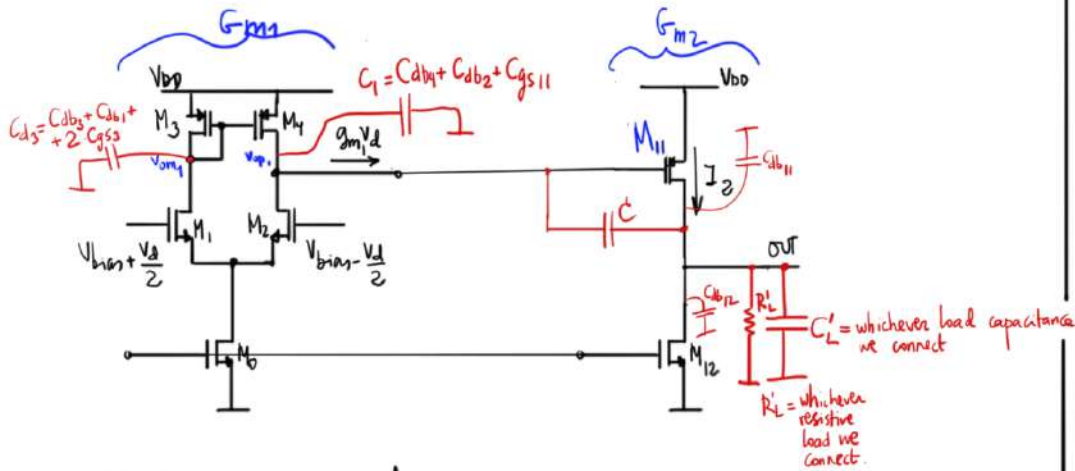 Gm1
Gm2
VDD
C1 = Cdb4 + Cdb2 + Cgs11
VDD
Cd3 = Cdb3 + Cdb1 +
+ 2 Cgs3
M3
M4
gm1vd
M11
Cdb11
vom1
vop1
I2
C
M1
M2
OUT
Vbias + vd/2
Vbias - vd/2
Cdb12
R'L
C'L = whichever load capacitance
we connect
M0
M12
R'L = whichever
resistive
load we
connect.